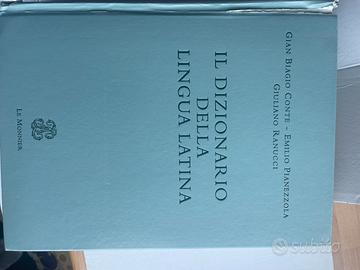 GIAN BIAGIO CONTE - EMILIO PIANEZZOLA
GIULIANO RANUCCI
IL DIZIONARIO
DELLA
LINGUA LATINA
LE MONNIER
subito